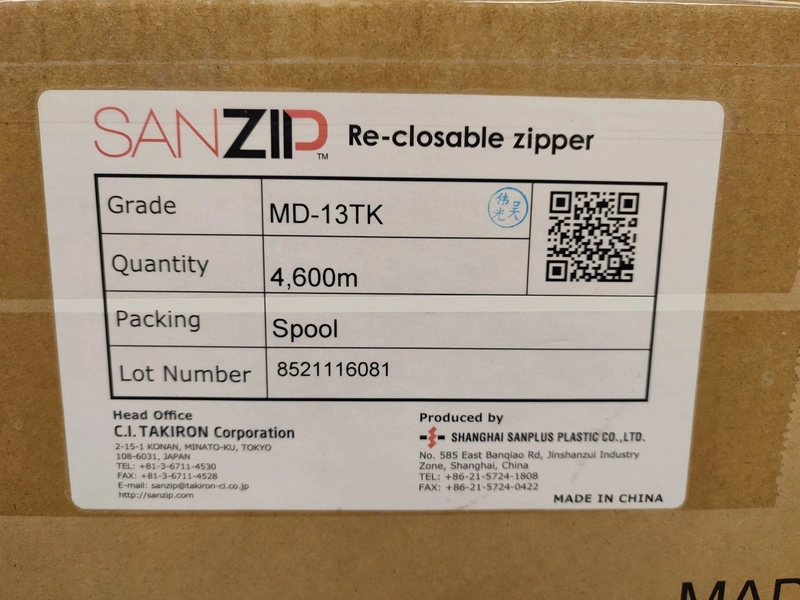 SANZIP™ Re-closable zipper
Grade MD-13TK
Quantity 4,600m
Packing Spool
Lot Number 8521116081
Head Office
C.I. TAKIRON Corporation
2-15-1 KONAN, MINATO-KU, TOKYO
108-6031, JAPAN
TEL: +81-3-6711-4530
FAX: +81-3-6711-4528
E-mail: sanzip@takiron-ci.co.jp
http://sanzip.com
Produced by
SHANGHAI SANPLUS PLASTIC CO.,LTD.
No. 585 East Banqiao Rd, Jinshanzui Industry
Zone, Shanghai, China
TEL: +86-21-5724-1808
FAX: +86-21-5724-0422
MADE IN CHINA